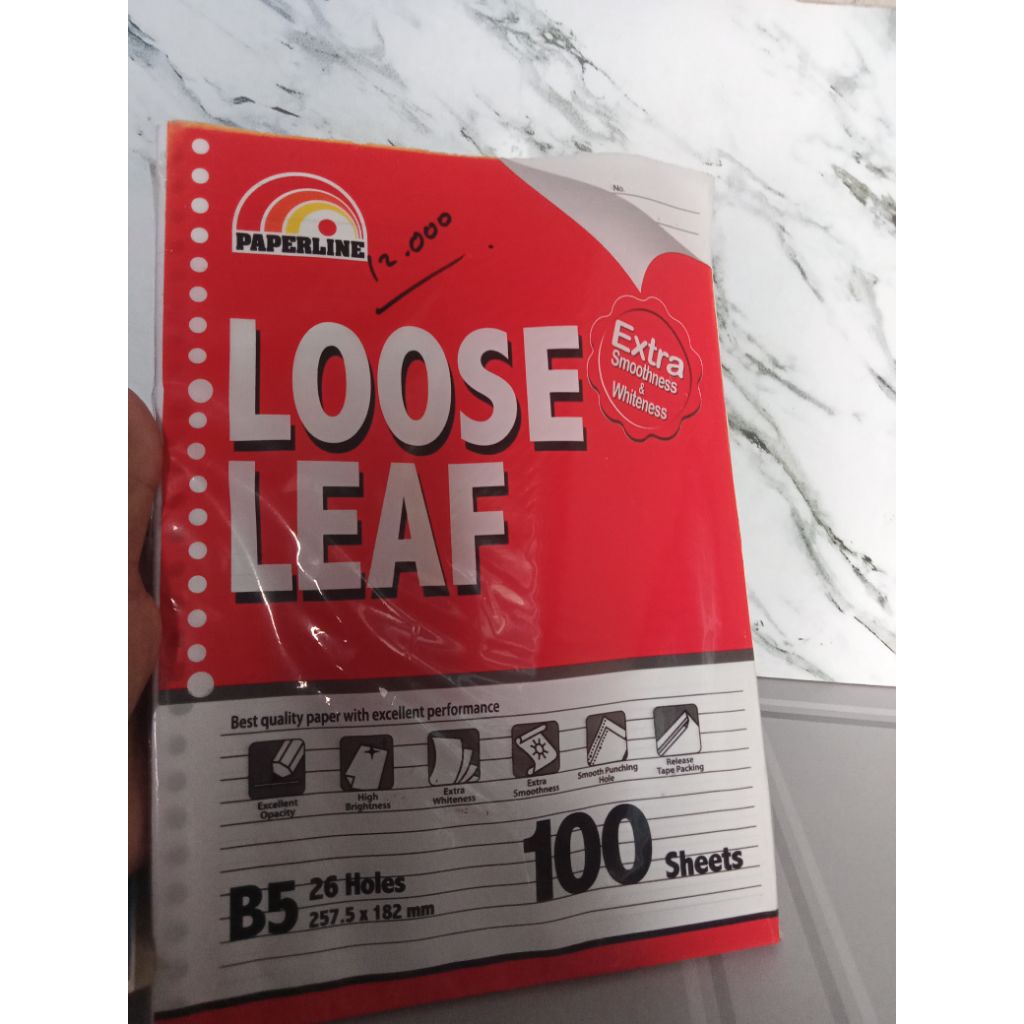 No.
PAPERLINE
12.000
LOOSE
LEAF
Extra
Smoothness
&
Whiteness
Best quality paper with excellent performance
Excellent
Opacity
High
Brightness
Extra
Whiteness
Extra
Smoothness
Smooth Punching
Hole
Release
Tape Packing
B5
26 Holes
257.5 x 182 mm
100 Sheets